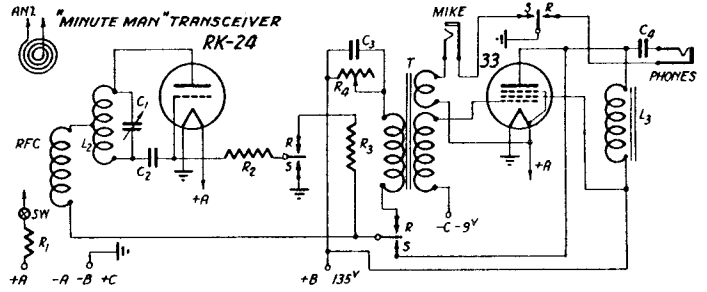 ANT.
"MINUTE MAN" TRANSCEIVER
RK-24
MIKE
S R
C4
PHONES
C3
R4
T
33
L3
C1
L2
C2
RFC
+A
R2
R
S
R3
+A
-C -9V
R
S
SW
R1
+A -A -B +C
+B 135V